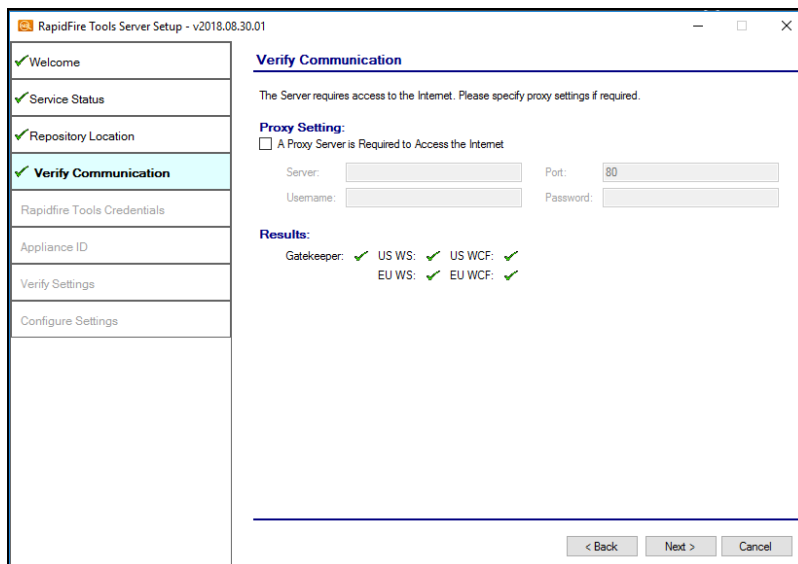 RapidFire Tools Server Setup - v2018.08.30.01
Welcome
Service Status
Repository Location
Verify Communication
Rapidfire Tools Credentials
Appliance ID
Verify Settings
Configure Settings
Verify Communication
The Server requires access to the Internet. Please specify proxy settings if required.
Proxy Setting:
A Proxy Server is Required to Access the Internet
Server: Port: 80
Username: Password:
Results:
Gatekeeper: US WS: US WCF:
EU WS: EU WCF:
< Back Next > Cancel